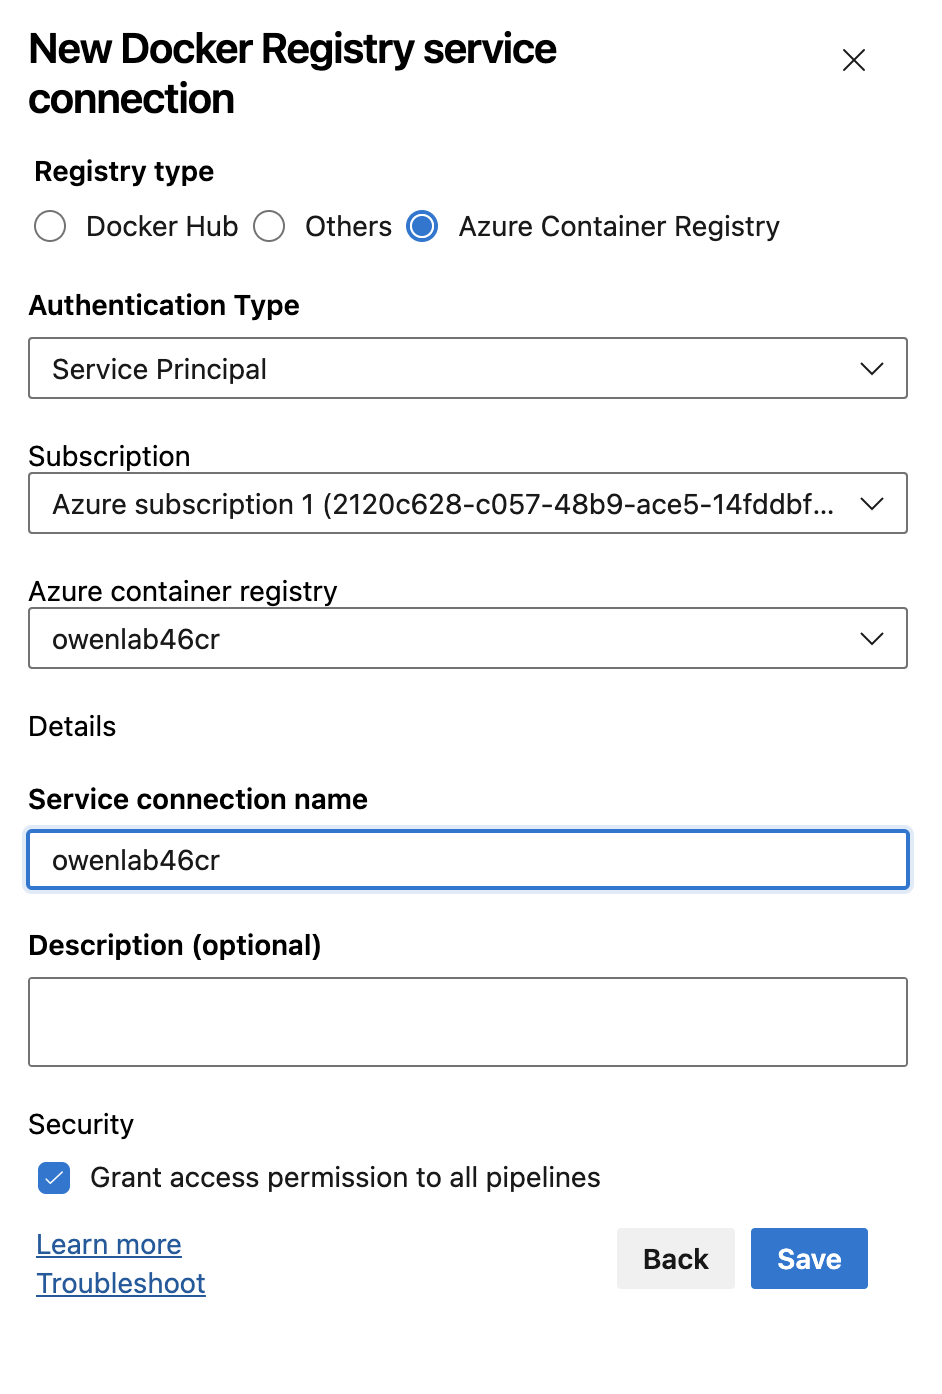 New Docker Registry service
connection
Registry type
Docker Hub Others Azure Container Registry
Authentication Type
Service Principal
Subscription
Azure subscription 1 (2120c628-c057-48b9-ace5-14fddbf...
Azure container registry
owenlab46cr
Details
Service connection name
owenlab46cr
Description (optional)
Security
Grant access permission to all pipelines
Learn more
Troubleshoot
Back Save